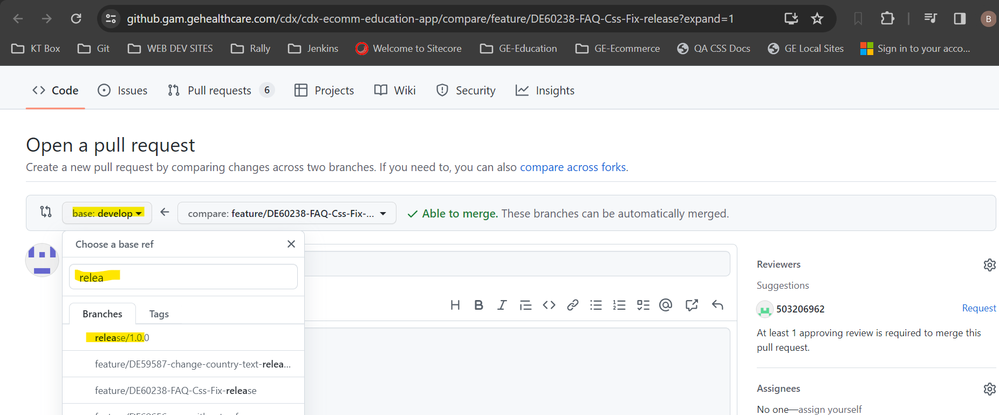 github.gam.gehealthcare.com/cdx/cdx-ecomm-education-app/compare/feature/DE60238-FAQ-Css-Fix-release?expand=1
B
KT Box Git WEB DEV SITES Rally Jenkins Welcome to Sitecore GE-Education GE-Ecommerce QA CSS Docs GE Local Sites Sign in to your acco...
Code Issues Pull requests 6 Projects Wiki Security Insights
Open a pull request
Create a new pull request by comparing changes across two branches. If you need to, you can also compare across forks.
base: develop compare: feature/DE60238-FAQ-Css-Fix-... Able to merge. These branches can be automatically merged.
Choose a base ref
relea
Branches Tags
release/1.0.0
feature/DE59587-change-country-text-relea...
feature/DE60238-FAQ-Css-Fix-release
Reviewers
Suggestions
503206962 Request
At least 1 approving review is required to merge this
pull request.
Assignees
No one—assign yourself